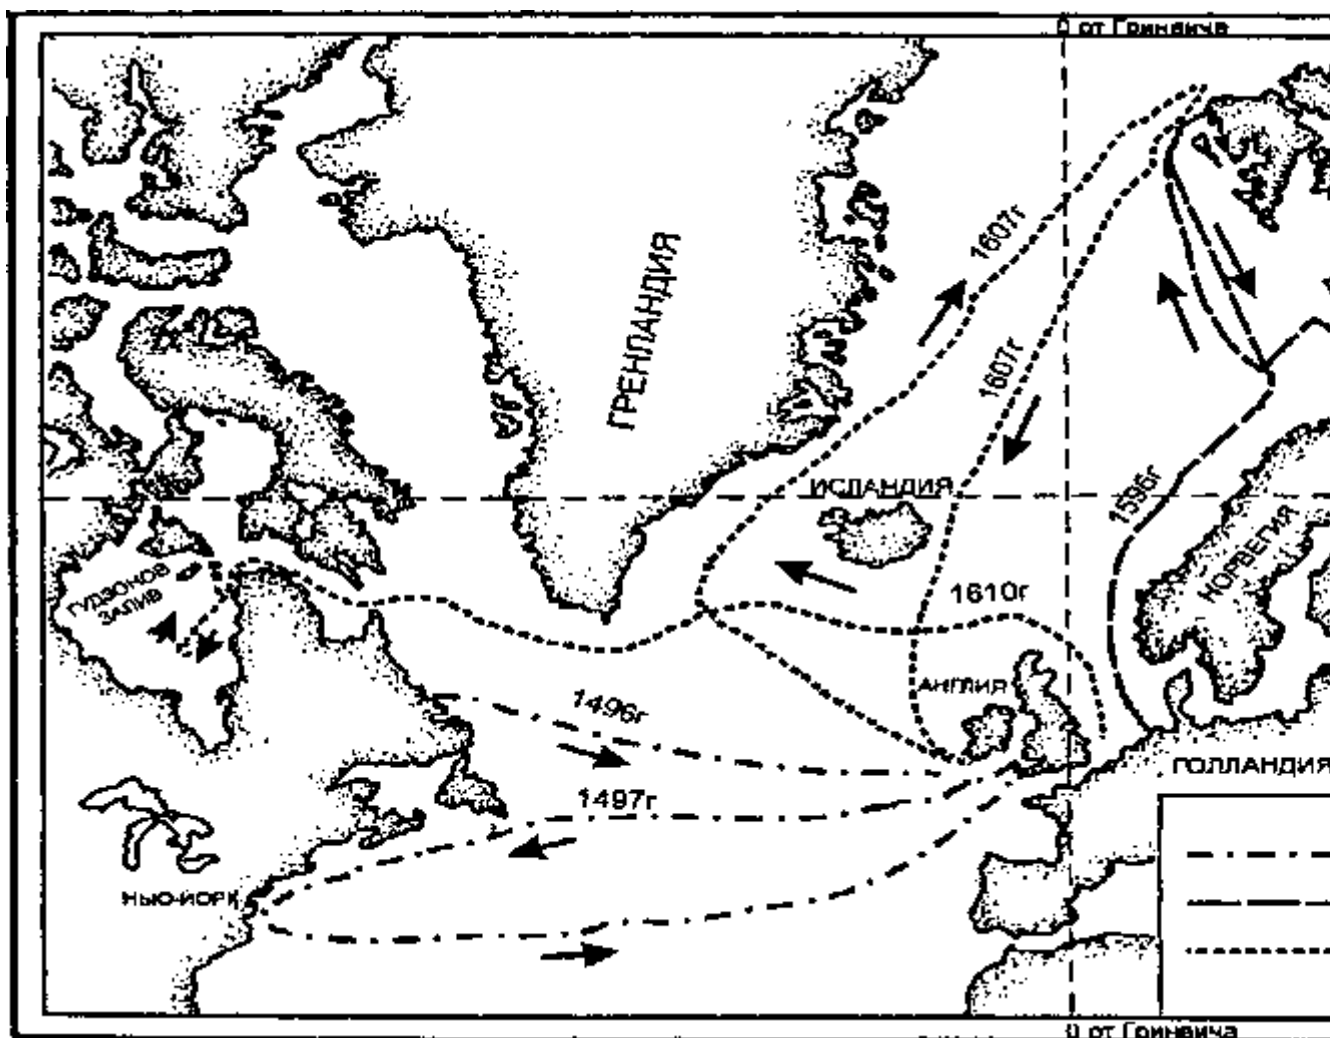 0 от Гринвича
1607г
ГРЕНЛАНДИЯ
1607г
ИСЛАНДИЯ
1596г
НОРВЕГИЯ
ГУДЗОНОВ
ЗАЛИВ
1610г
АНГЛИЯ
1496г
ГОЛЛАНДИЯ
1497г
НЬЮ-ЙОРК
0 от Гринвича